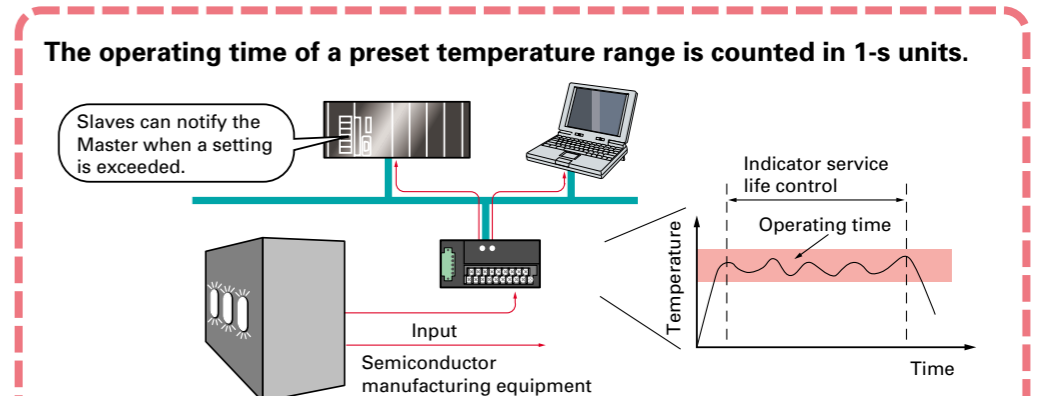 The operating time of a preset temperature range is counted in 1-s units.
Slaves can notify the
Master when a setting
is exceeded.
Indicator service
life control
Operating time
Temperature
Time
Input
Semiconductor
manufacturing equipment